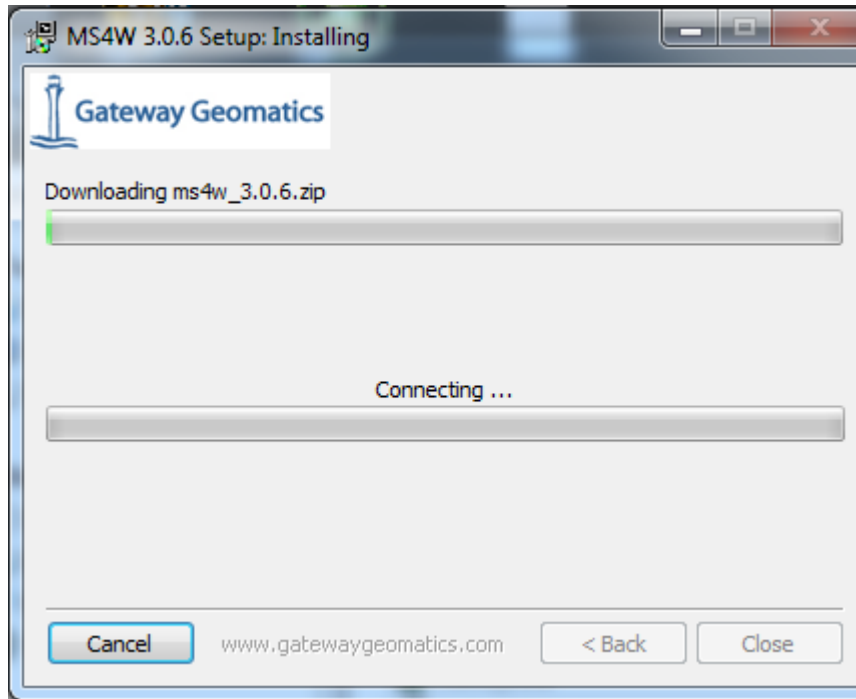 MS4W 3.0.6 Setup: Installing
Gateway Geomatics
Downloading ms4w_3.0.6.zip
Connecting ...
Cancel
www.gatewaygeomatics.com
< Back
Close